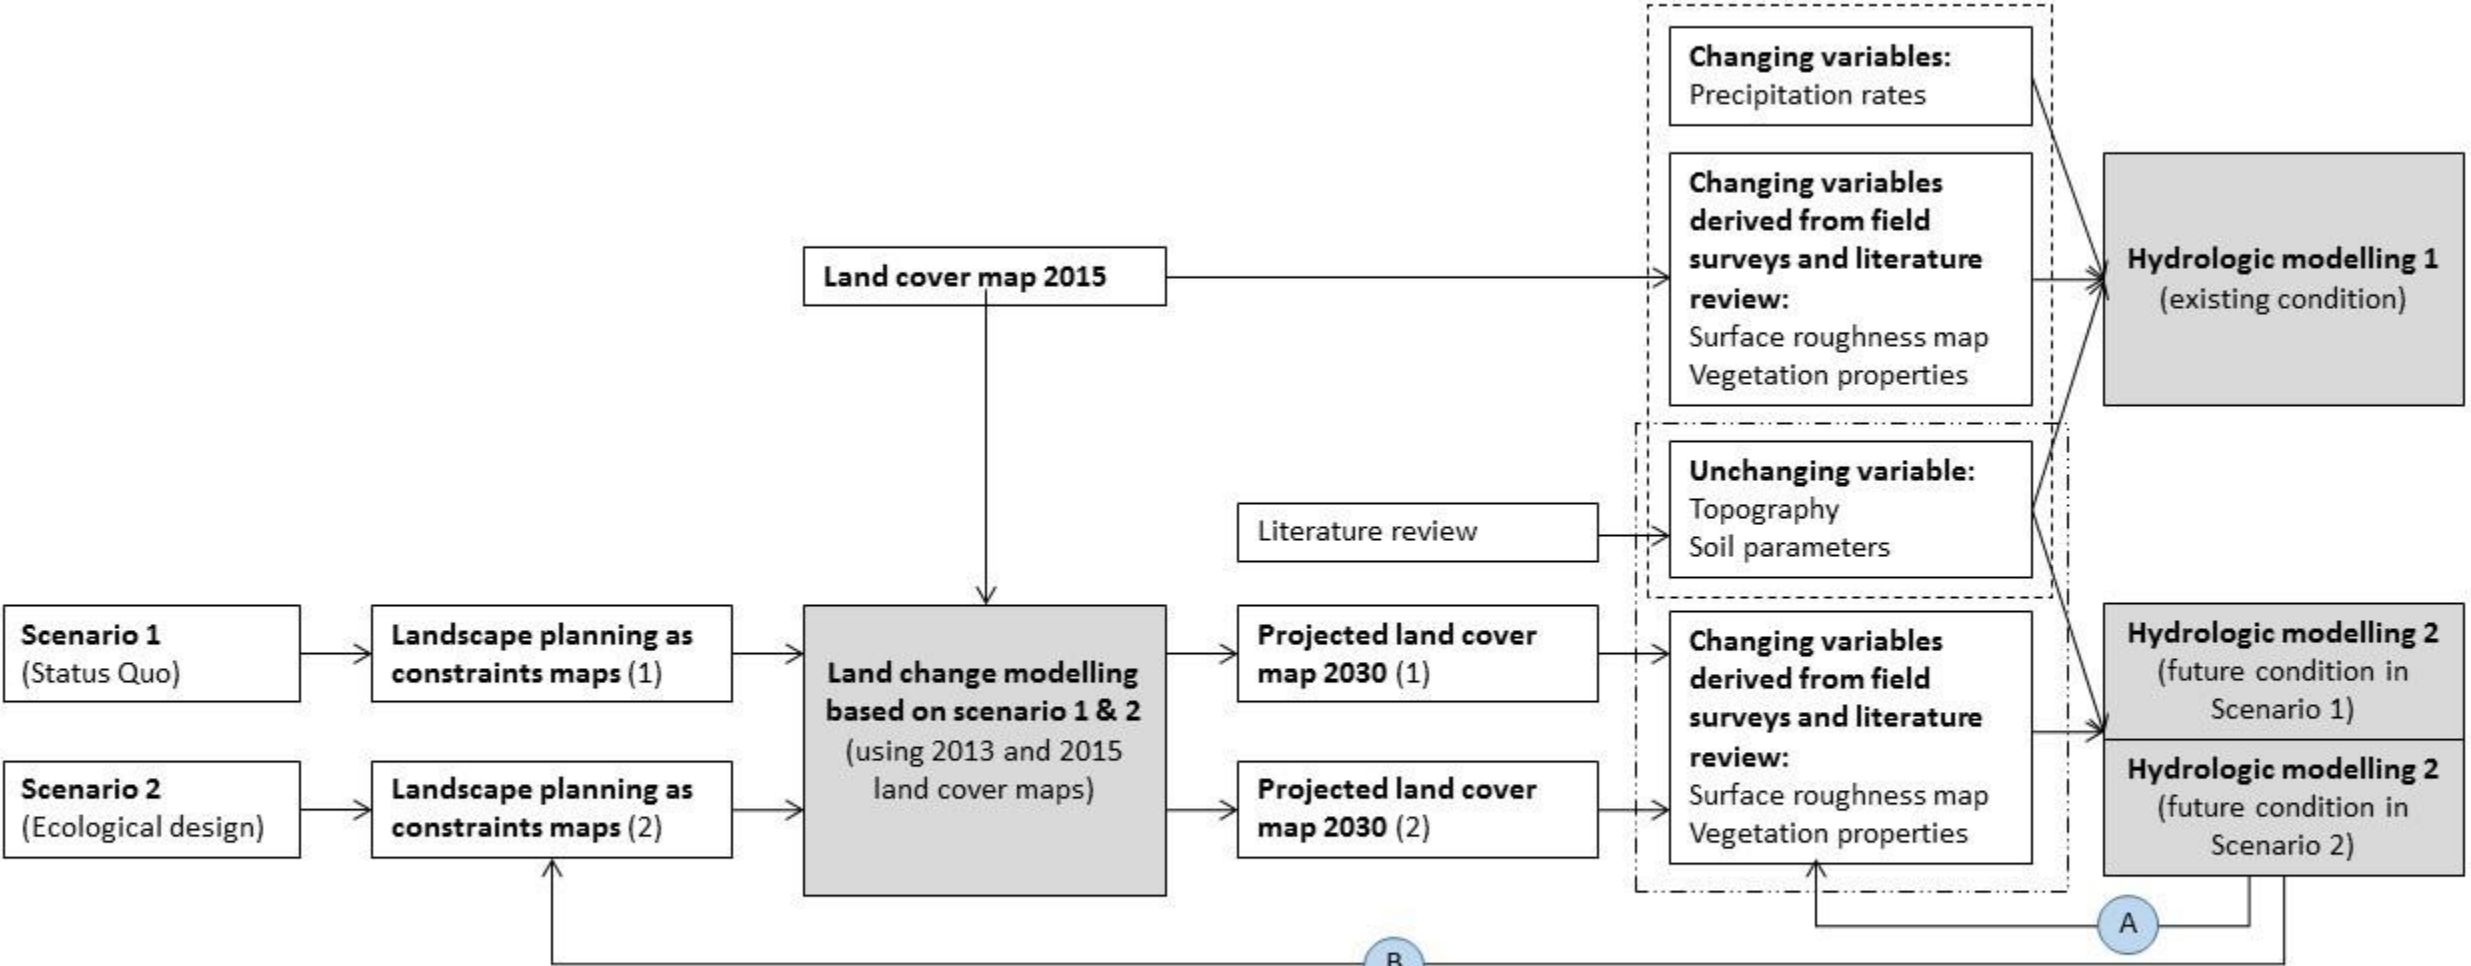 Changing variables:
Precipitation rates
Changing variables
derived from field
surveys and literature
review:
Surface roughness map
Vegetation properties
Hydrologic modelling 1
(existing condition)
Land cover map 2015
Unchanging variable:
Topography
Soil parameters
Literature review
Scenario 1
(Status Quo)
Landscape planning as
constraints maps (1)
Land change modelling
based on scenario 1 & 2
(using 2013 and 2015
land cover maps)
Projected land cover
map 2030 (1)
Changing variables
derived from field
surveys and literature
review:
Surface roughness map
Vegetation properties
Hydrologic modelling 2
(future condition in
Scenario 1)
Scenario 2
(Ecological design)
Landscape planning as
constraints maps (2)
Projected land cover
map 2030 (2)
Hydrologic modelling 2
(future condition in
Scenario 2)
A
B